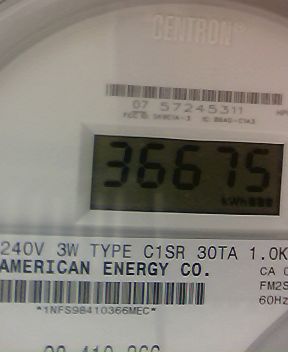 CENTRON®
07 57245311
36675
kWh
240V 3W TYPE C1SR 30TA 1.0K
AMERICAN ENERGY CO. CA
FM2S
60Hz
*1NFS98410366MEC*